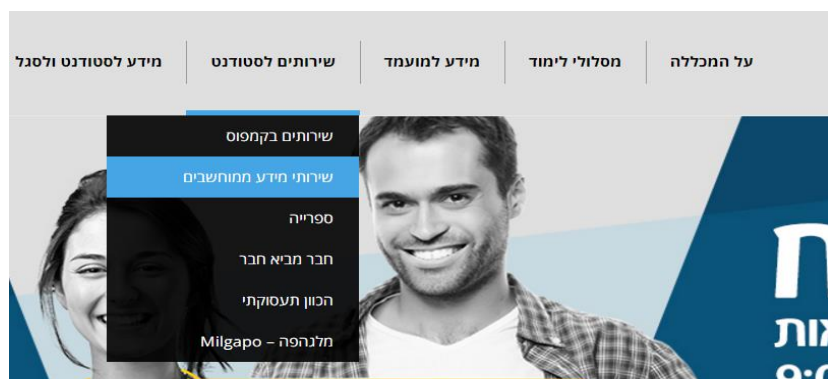 על המכללה
מסלולי לימוד
מידע למועמד
שירותים לסטודנט
מידע לסטודנט ולסגל
שירותים בקמפוס
שירותי מידע ממוחשבים
ספרייה
חבר מביא חבר
הכוון תעסוקתי
מלגהפה – Milgapo